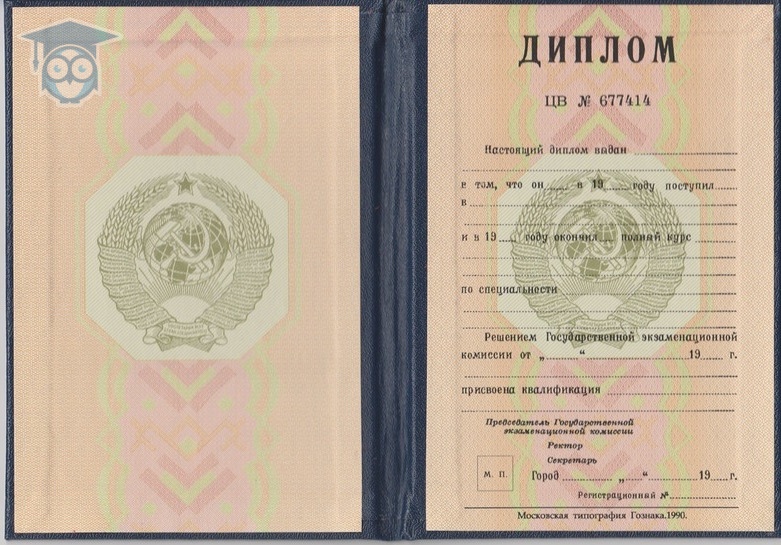 ДИПЛОМ
ЦВ № 677414
Настоящий диплом выдан
в том, что он в 19 году поступил
в
и в 19 году окончил полный курс
по специальности
Решением Государственной экзаменационной
комиссии от „ “ 19 г.
присвоена квалификация
Председатель Государственной
экзаменационной комиссии
Ректор
Секретарь
М. П. Город „ “ 19 г.
Регистрационный №
Московская типография Гознака.1990.